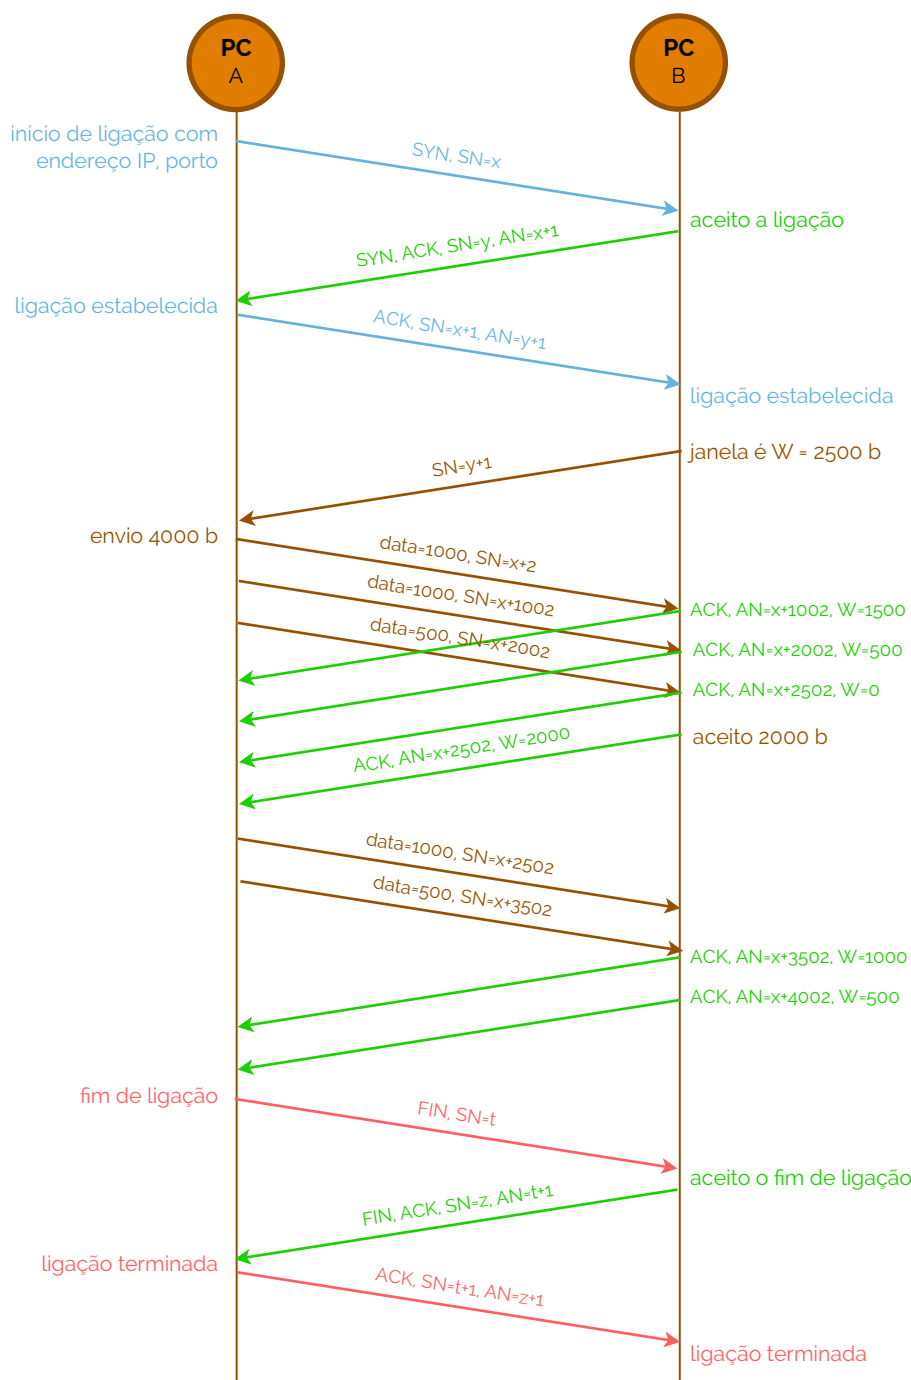 PC
A
PC
B
início de ligação com
endereço IP, porto
SYN, SN=x
aceito a ligação
SYN, ACK, SN=y, AN=x+1
ligação estabelecida
ACK, SN=x+1, AN=y+1
ligação estabelecida
janela é W = 2500 b
SN=y+1
envio 4000 b
data=1000, SN=x+2
data=1000, SN=x+1002
ACK, AN=x+1002, W=1500
data=500, SN=x+2002
ACK, AN=x+2002, W=500
ACK, AN=x+2502, W=0
aceito 2000 b
ACK, AN=x+2502, W=2000
data=1000, SN=x+2502
data=500, SN=x+3502
ACK, AN=x+3502, W=1000
ACK, AN=x+4002, W=500
fim de ligação
FIN, SN=t
aceito o fim de ligação
FIN, ACK, SN=z, AN=t+1
ligação terminada
ACK, SN=t+1, AN=z+1
ligação terminada